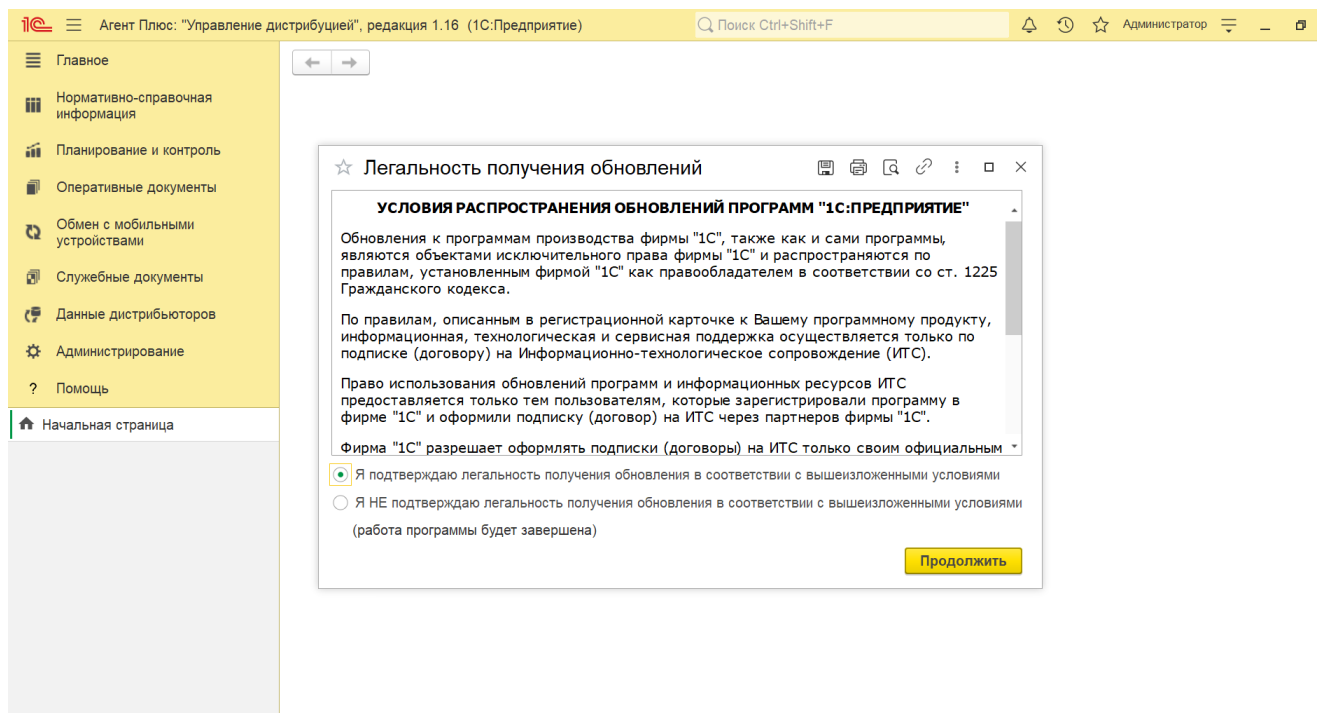 1С Агент Плюс: "Управление дистрибуцией", редакция 1.16 (1С:Предприятие) Поиск Ctrl+Shift+F Администратор
Главное
Нормативно-справочная
информация
Планирование и контроль
Оперативные документы
Обмен с мобильными
устройствами
Служебные документы
Данные дистрибьюторов
Администрирование
? Помощь
Начальная страница
Легальность получения обновлений
УСЛОВИЯ РАСПРОСТРАНЕНИЯ ОБНОВЛЕНИЙ ПРОГРАММ "1С:ПРЕДПРИЯТИЕ"
Обновления к программам производства фирмы "1С", также как и сами программы,
являются объектами исключительного права фирмы "1С" и распространяются по
правилам, установленным фирмой "1С" как правообладателем в соответствии со ст. 1225
Гражданского кодекса.
По правилам, описанным в регистрационной карточке к Вашему программному продукту,
информационная, технологическая и сервисная поддержка осуществляется только по
подписке (договору) на Информационно-технологическое сопровождение (ИТС).
Право использования обновлений программ и информационных ресурсов ИТС
предоставляется только тем пользователям, которые зарегистрировали программу в
фирме "1С" и оформили подписку (договор) на ИТС через партнеров фирмы "1С".
Фирма "1С" разрешает оформлять подписки (договоры) на ИТС только своим официальным
Я подтверждаю легальность получения обновления в соответствии с вышеизложенными условиями
Я НЕ подтверждаю легальность получения обновления в соответствии с вышеизложенными условиями
(работа программы будет завершена)
Продолжить